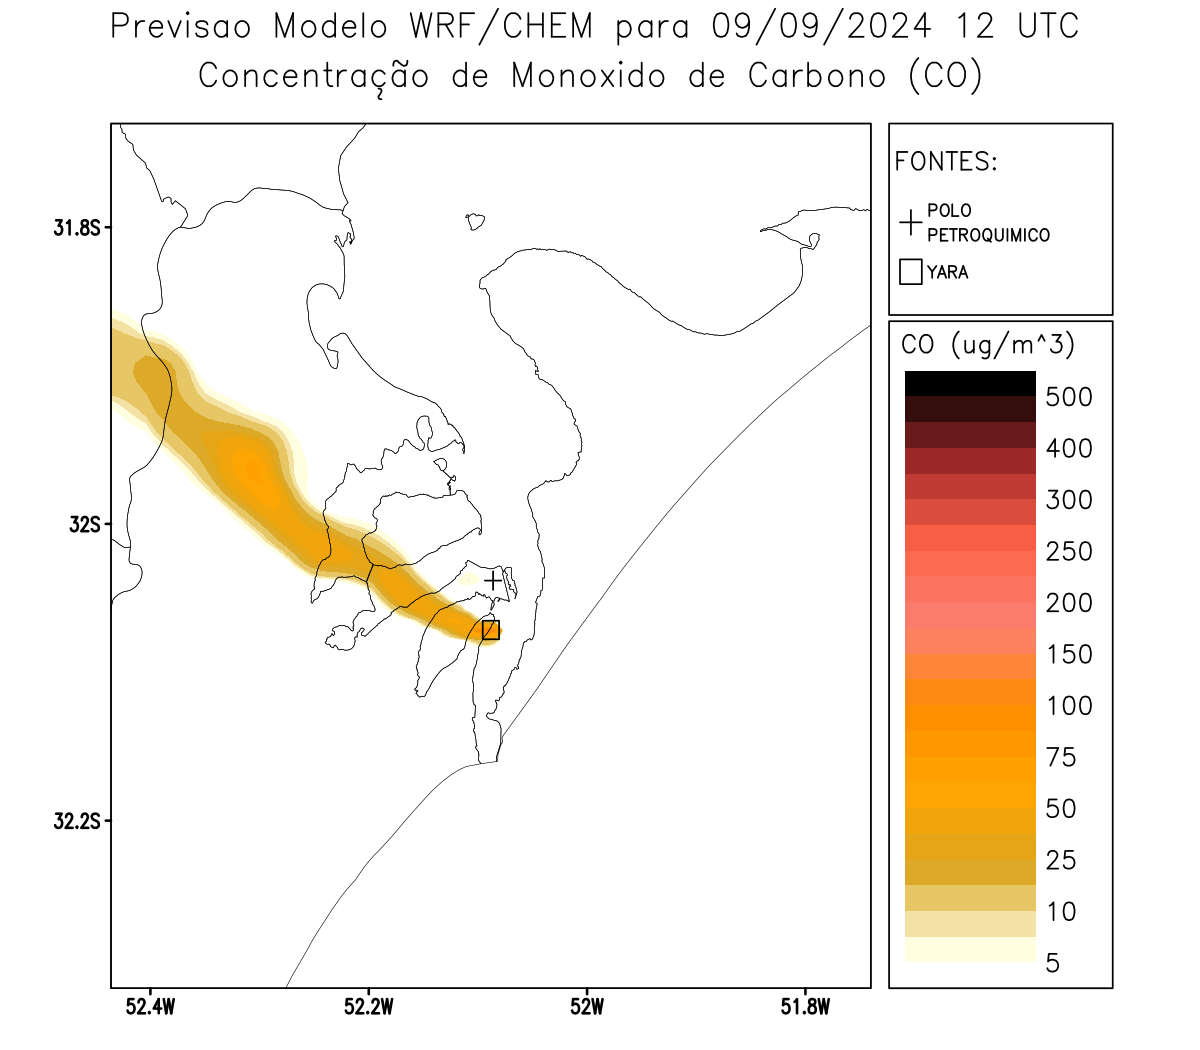 Previsao Modelo WRF/CHEM para 09/09/2024 12 UTC
Concentração de Monoxido de Carbono (CO)
FONTES:
POLO
PETROQUIMICO
YARA
CO (ug/m^3)
500
400
300
250
200
150
100
75
50
25
10
5
31.8S
32S
32.2S
52.4W
52.2W
52W
51.8W